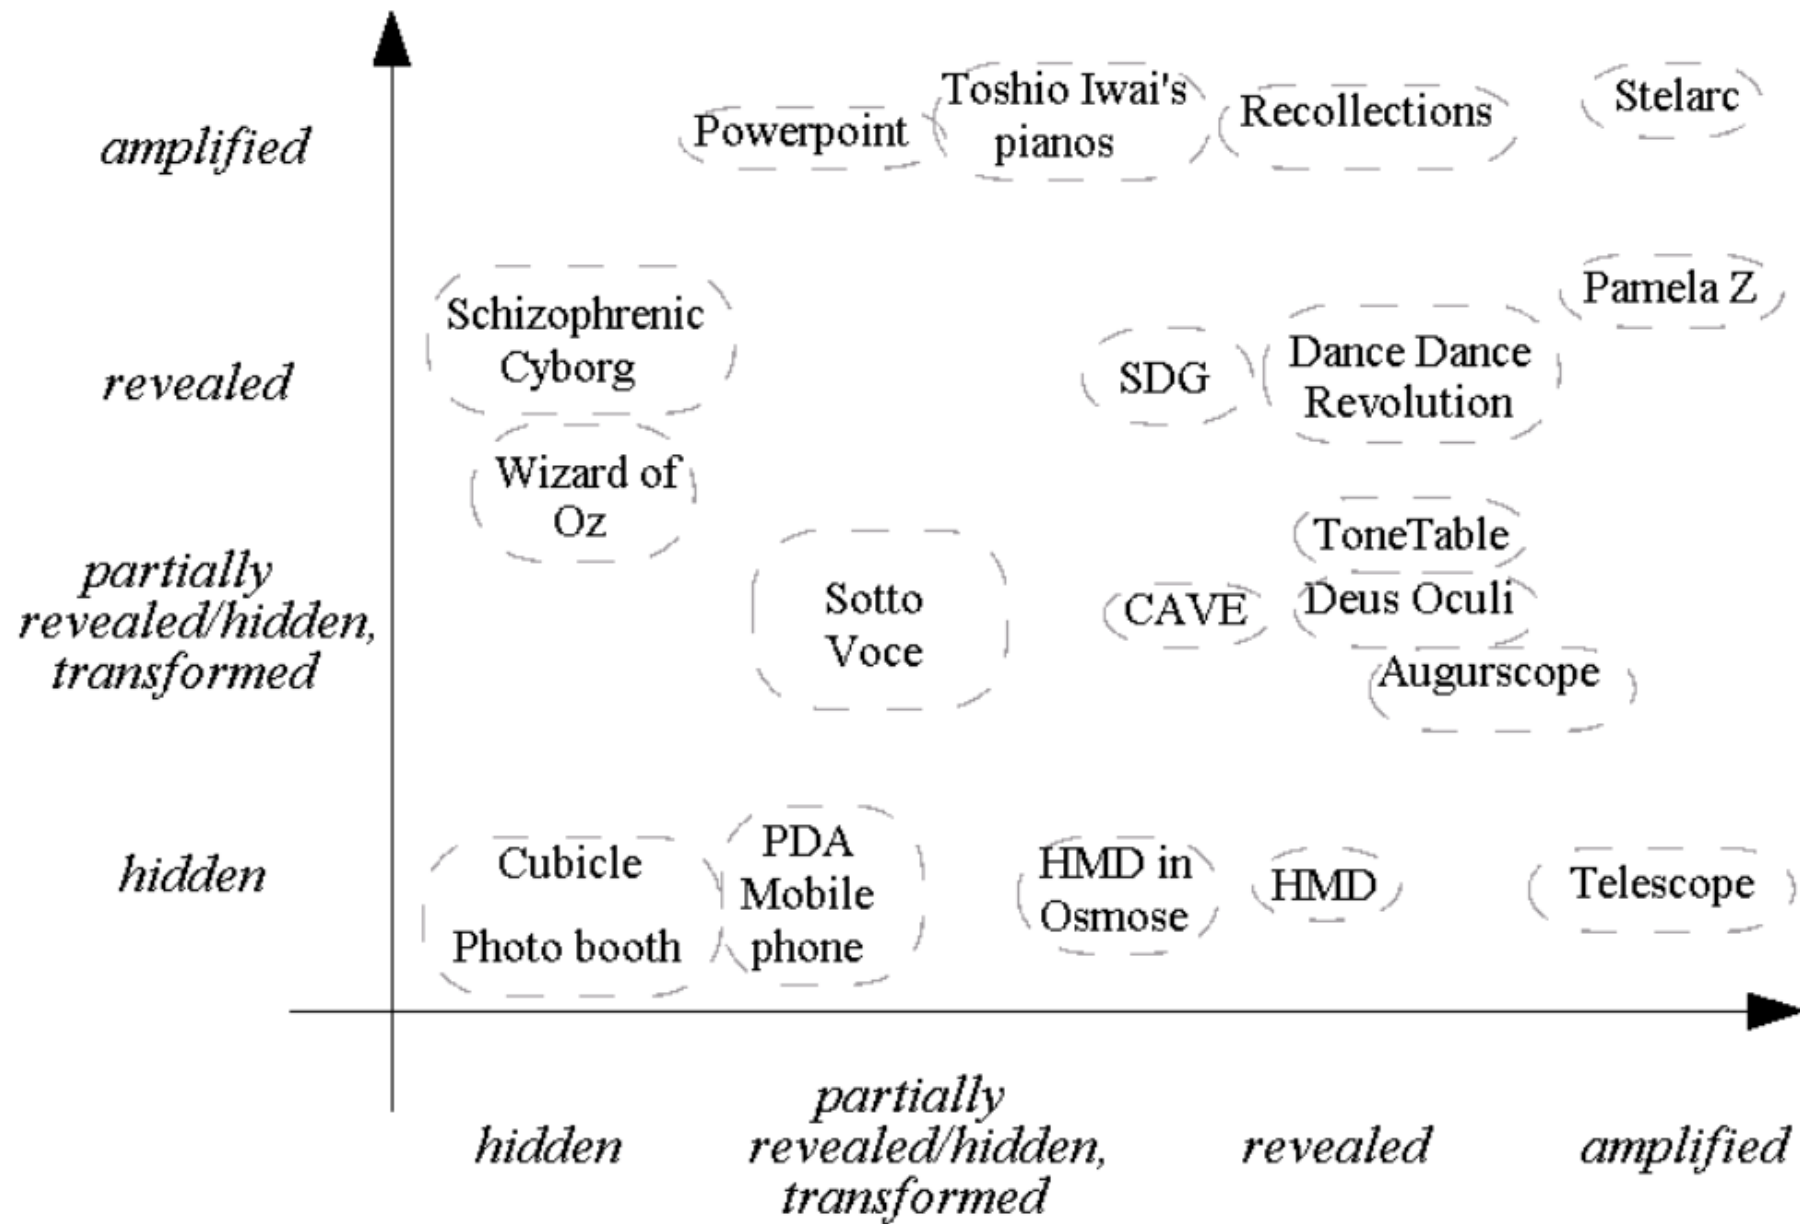 amplified
Powerpoint
Toshio Iwai's
pianos
Recollections
Stelarc
revealed
Schizophrenic
Cyborg
Wizard of
Oz
SDG
Dance Dance
Revolution
Pamela Z
partially
revealed/hidden,
transformed
Sotto
Voce
CAVE
ToneTable
Deus Oculi
Augurscope
hidden
Cubicle
Photo booth
PDA
Mobile
phone
HMD in
Osmose
HMD
Telescope
hidden
partially
revealed/hidden,
transformed
revealed
amplified